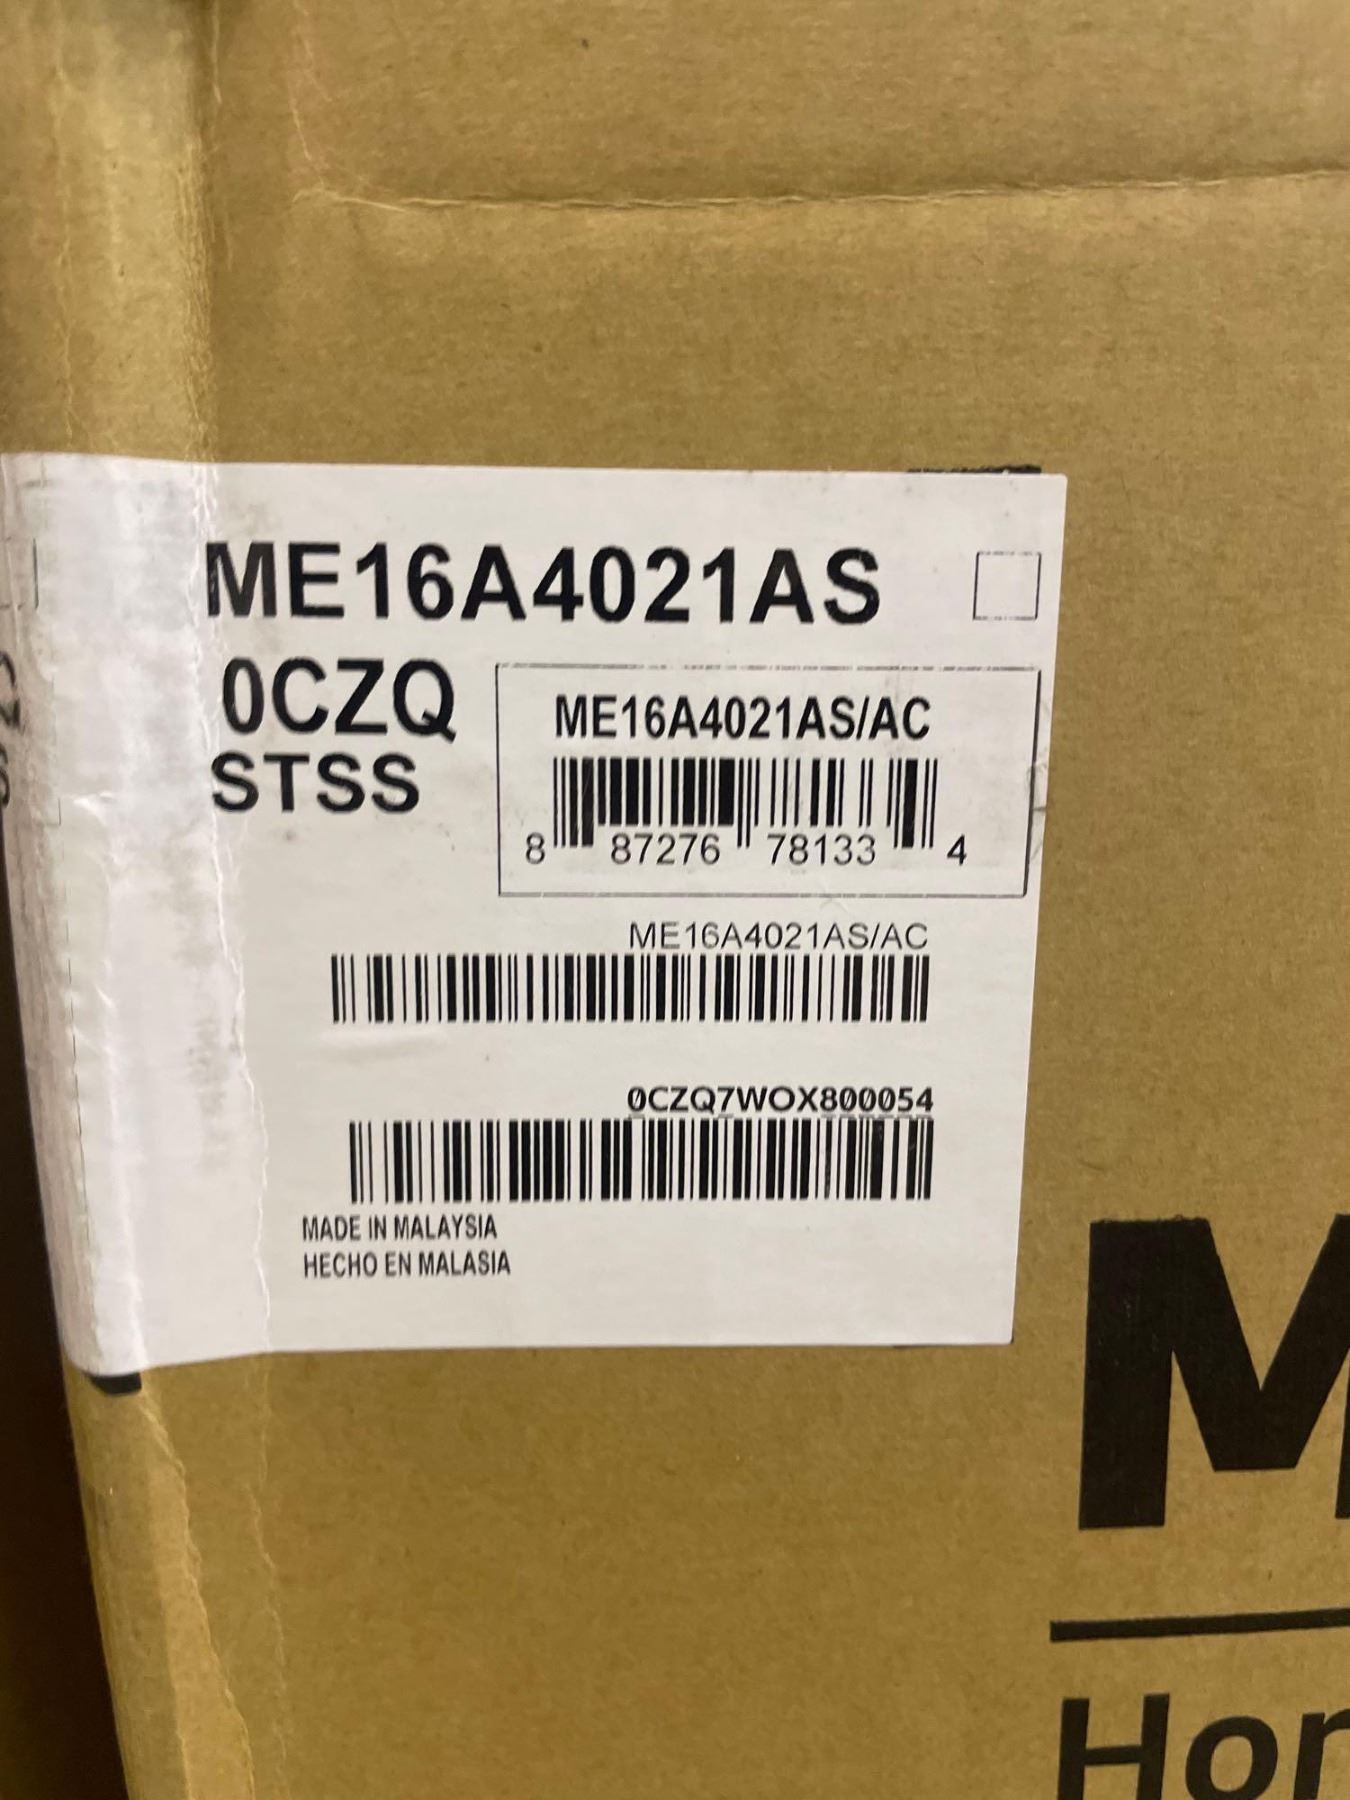 ME16A4021AS
0CZQ
STSS
ME16A4021AS/AC
8 87276 78133 4
ME16A4021AS/AC
0CZQ7WOX800054
MADE IN MALAYSIA
HECHO EN MALASIA